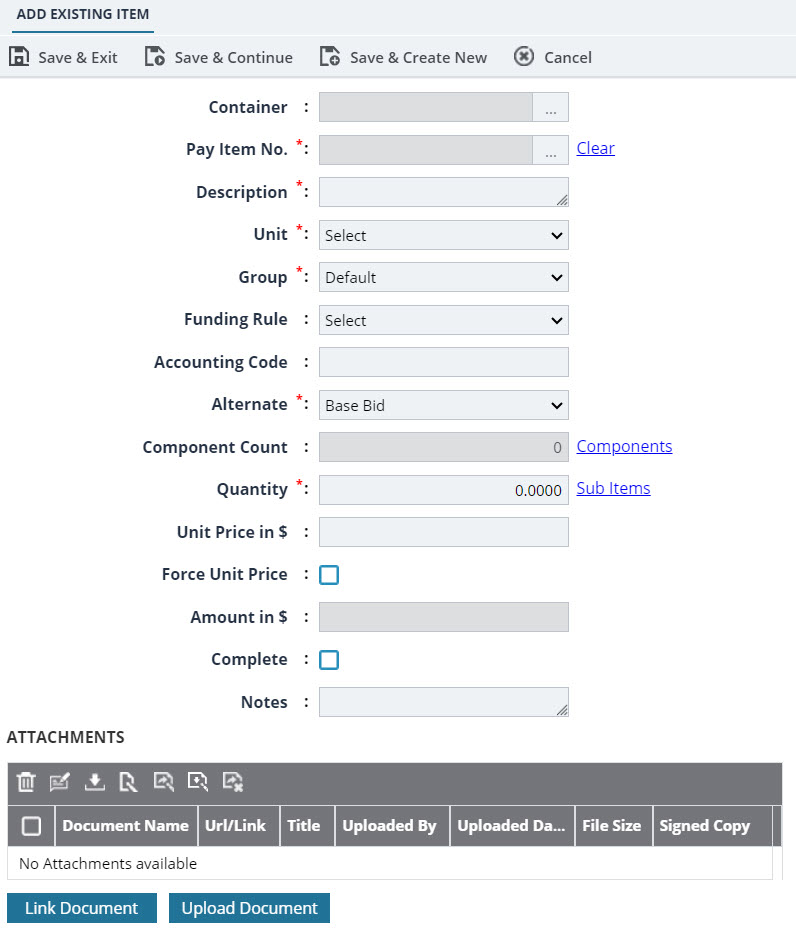 ADD EXISTING ITEM
Save & Exit Save & Continue Save & Create New Cancel
Container : ...
Pay Item No. *: ... Clear
Description *:
Unit *: Select
Group *: Default
Funding Rule : Select
Accounting Code :
Alternate *: Base Bid
Component Count : 0 Components
Quantity *: 0.0000 Sub Items
Unit Price in $ :
Force Unit Price :
Amount in $ :
Complete :
Notes :
ATTACHMENTS
Document Name Url/Link Title Uploaded By Uploaded Da... File Size Signed Copy
No Attachments available
Link Document Upload Document